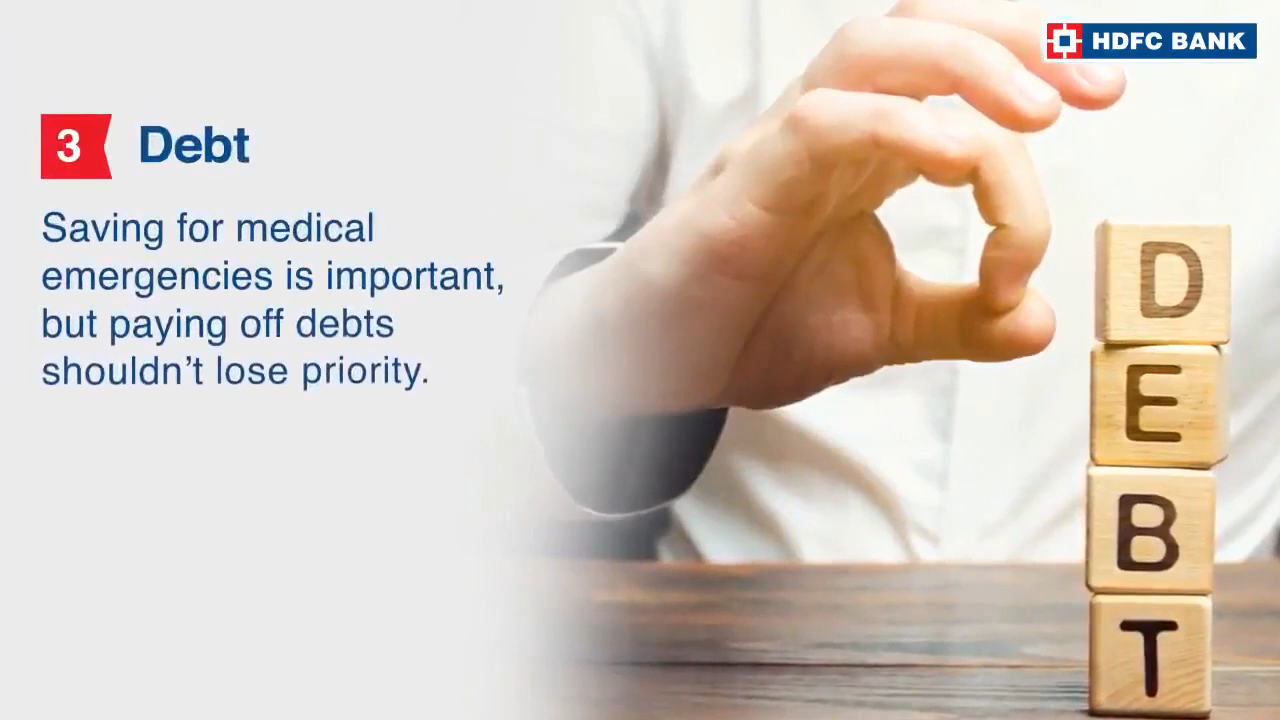 HDFC BANK
3 Debt
Saving for medical
emergencies is important,
but paying off debts
shouldn't lose priority.
D
E
B
T